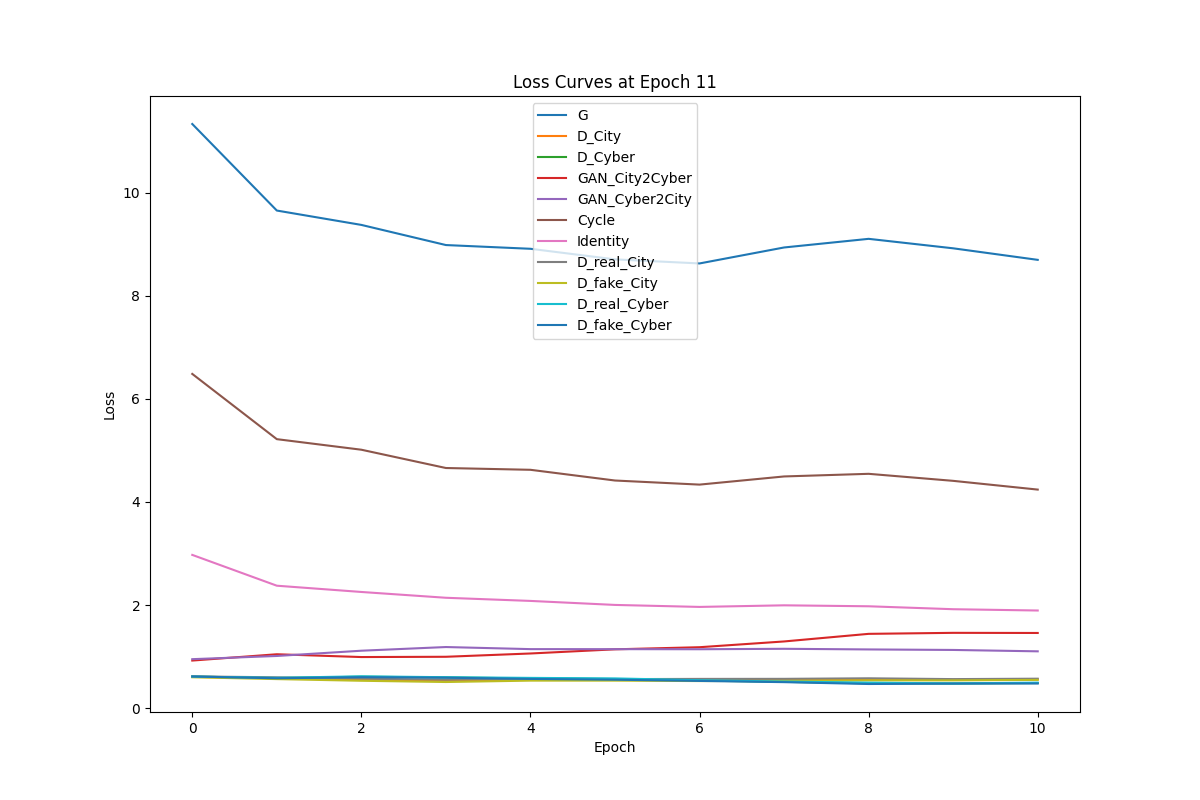 Loss Curves at Epoch 11
G
D_City
D_Cyber
GAN_City2Cyber
GAN_Cyber2City
Cycle
Identity
D_real_City
D_fake_City
D_real_Cyber
D_fake_Cyber
10
8
6
4
2
0
Loss
0 2 4 6 8 10
Epoch